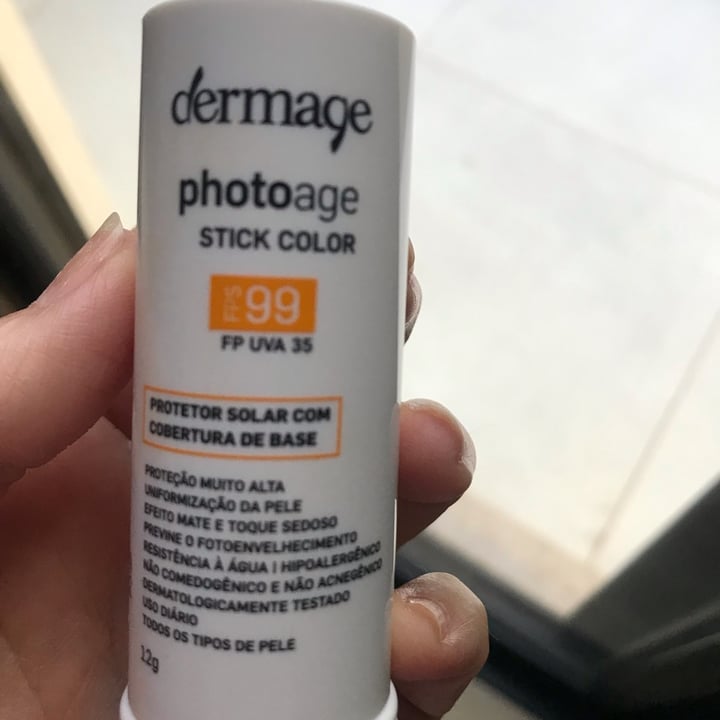 dermage
photoage
STICK COLOR
FPS 99
FP UVA 35
PROTETOR SOLAR COM
COBERTURA DE BASE
PROTEÇÃO MUITO ALTA
UNIFORMIZAÇÃO DA PELE
EFEITO MATE E TOQUE SEDOSO
PREVINE O FOTOENVELHECIMENTO
RESISTÊNCIA À ÁGUA | HIPOALERGÊNICO
NÃO COMEDOGÊNICO E NÃO ACNEGÊNICO
DERMATOLOGICAMENTE TESTADO
USO DIÁRIO
TODOS OS TIPOS DE PELE
12g